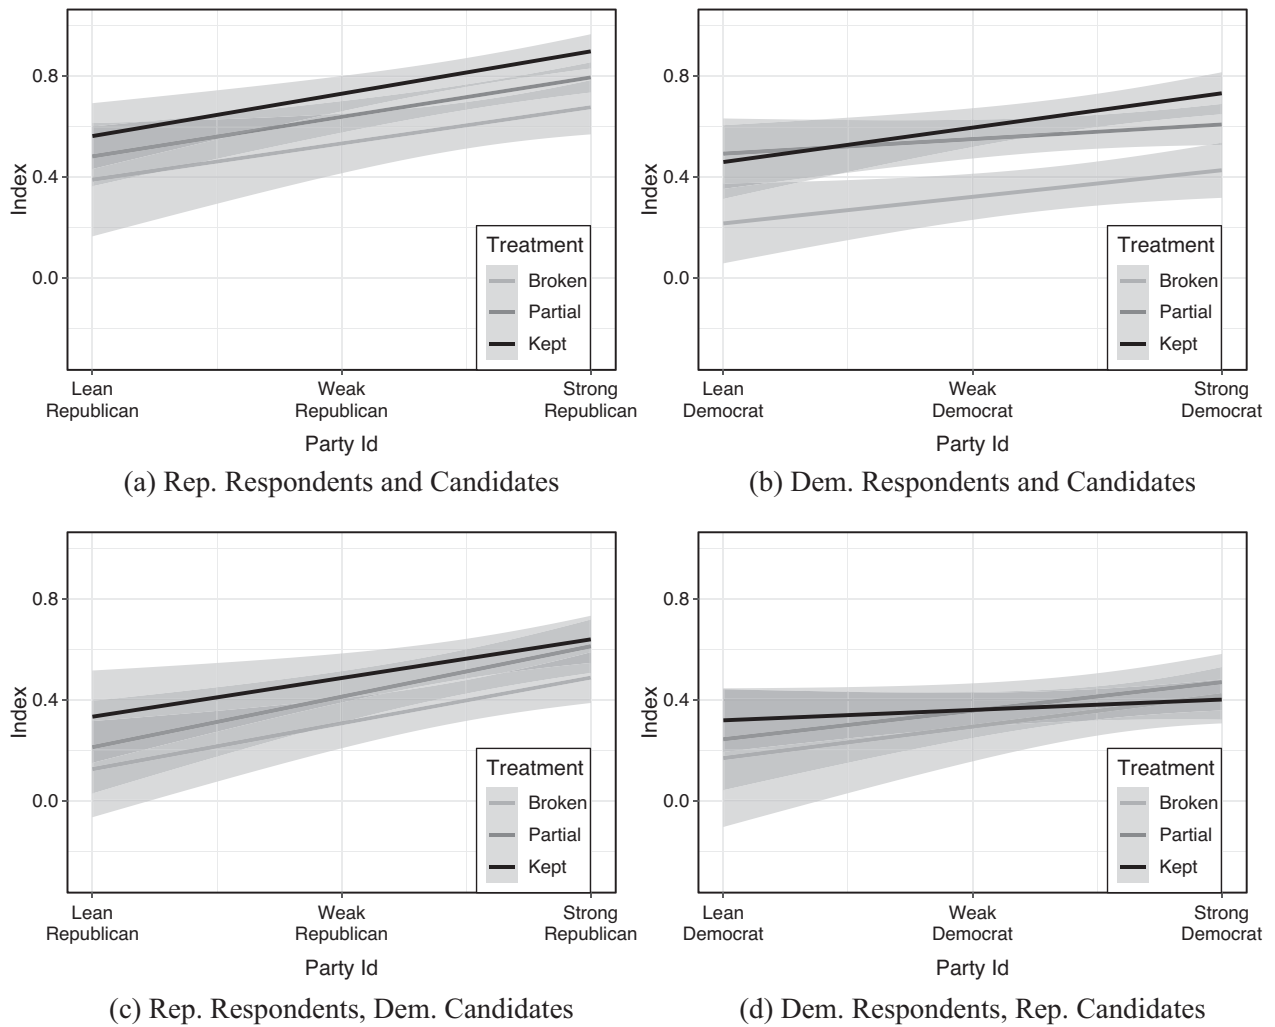 0.8
0.4
0.0
Index
Treatment
Broken
Partial
Kept
Lean Republican
Weak Republican
Strong Republican
Party Id
(a) Rep. Respondents and Candidates
0.8
0.4
0.0
Index
Treatment
Broken
Partial
Kept
Lean Democrat
Weak Democrat
Strong Democrat
Party Id
(b) Dem. Respondents and Candidates
0.8
0.4
0.0
Index
Treatment
Broken
Partial
Kept
Lean Republican
Weak Republican
Strong Republican
Party Id
(c) Rep. Respondents, Dem. Candidates
0.8
0.4
0.0
Index
Treatment
Broken
Partial
Kept
Lean Democrat
Weak Democrat
Strong Democrat
Party Id
(d) Dem. Respondents, Rep. Candidates